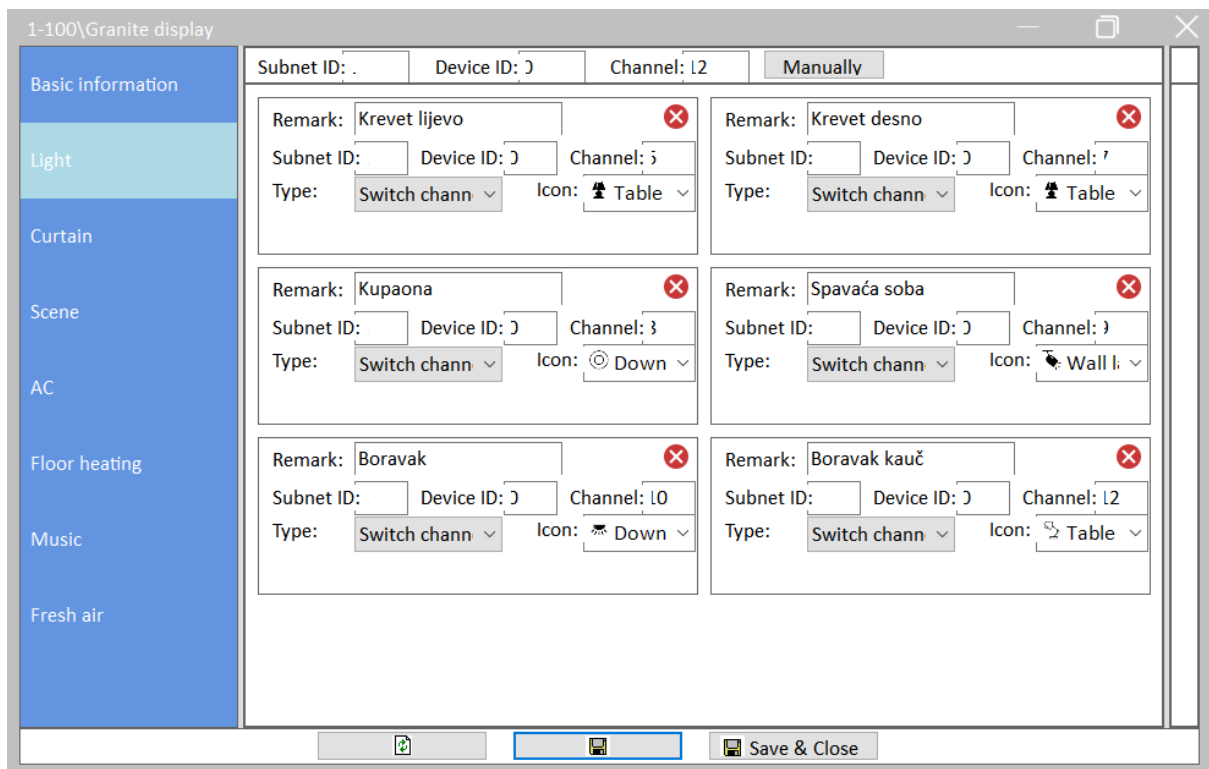 1-100\Granite display
Basic information
Light
Curtain
Scene
AC
Floor heating
Music
Fresh air
Subnet ID: Device ID: Channel: 12 Manually
Remark: Krevet lijevo
Subnet ID: Device ID: Channel:
Type: Switch chann Icon: Table
Remark: Krevet desno
Subnet ID: Device ID: Channel:
Type: Switch chann Icon: Table
Remark: Kupaona
Subnet ID: Device ID: Channel:
Type: Switch chann Icon: Down
Remark: Spavaća soba
Subnet ID: Device ID: Channel:
Type: Switch chann Icon: Wall
Remark: Boravak
Subnet ID: Device ID: Channel: 10
Type: Switch chann Icon: Down
Remark: Boravak kauč
Subnet ID: Device ID: Channel: 12
Type: Switch chann Icon: Table
Save & Close